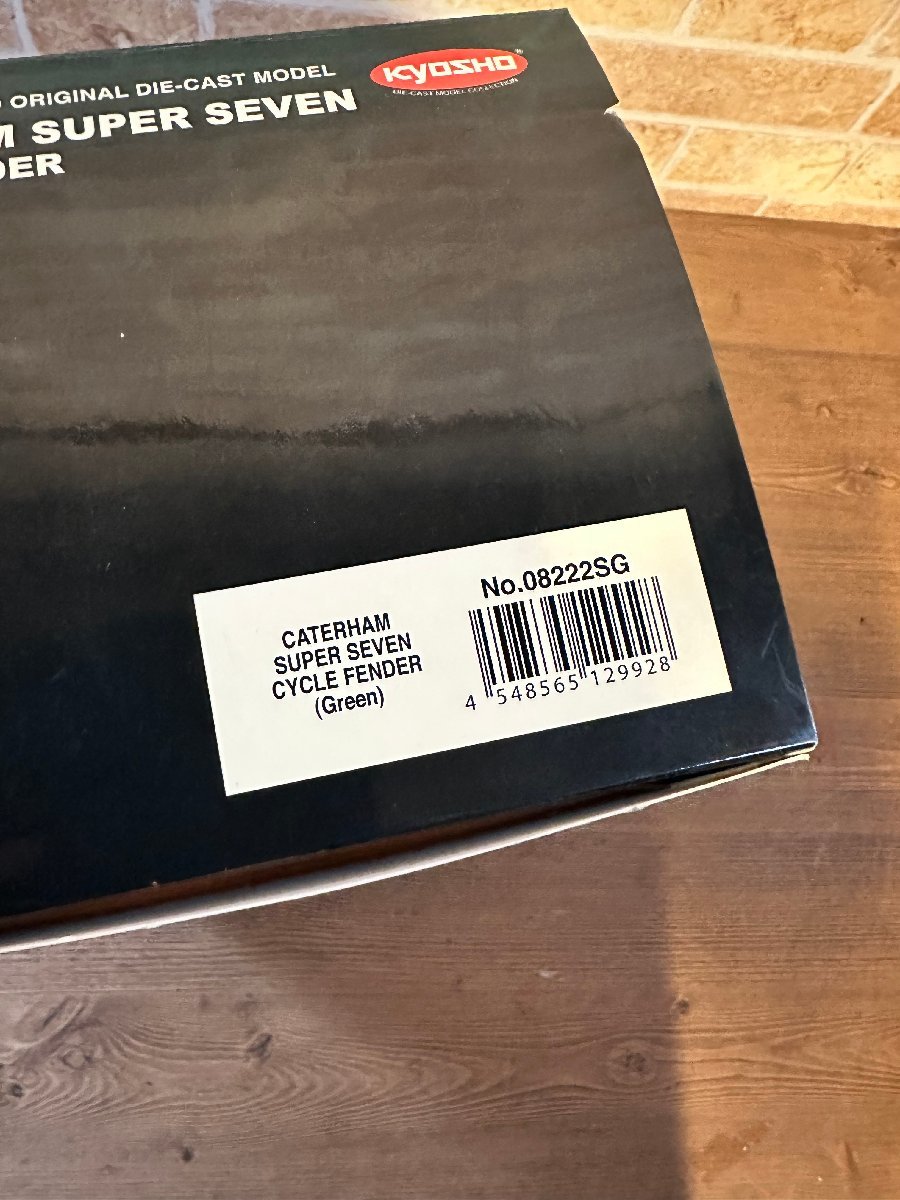 ORIGINAL DIE-CAST MODEL
SUPER SEVEN
KYOSHO
®
DIE-CAST MODEL COLLECTION
CATERHAM
SUPER SEVEN
CYCLE FENDER
(Green)
No.08222SG
4 548565 129928